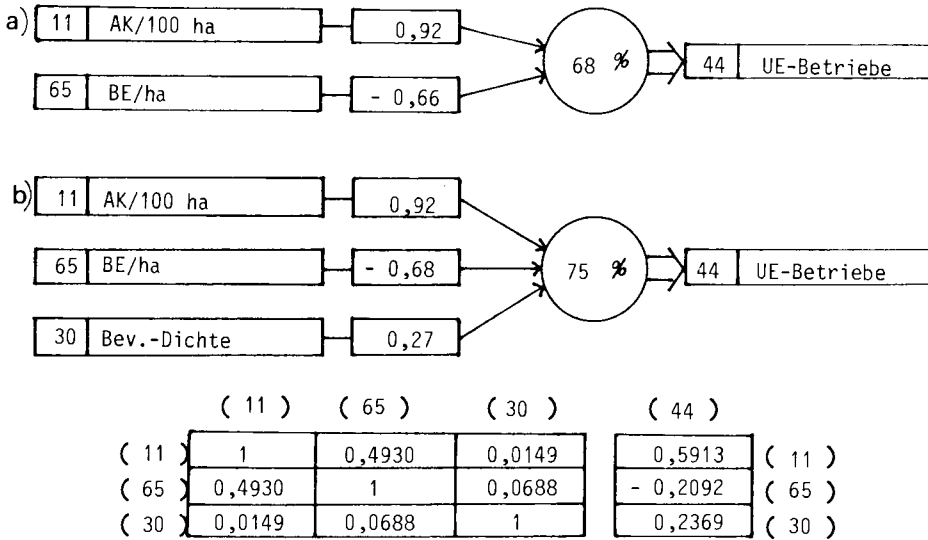 a) 11 AK/100 ha 0,92
68 % 44 UE-Betriebe
65 BE/ha - 0,66
b) 11 AK/100 ha 0,92
65 BE/ha - 0,68 75 % 44 UE-Betriebe
30 Bev.-Dichte 0,27
( 11 ) ( 65 ) ( 30 ) ( 44 )
( 11 ) 1 0,4930 0,0149 0,5913 ( 11 )
( 65 ) 0,4930 1 0,0688 - 0,2092 ( 65 )
( 30 ) 0,0149 0,0688 1 0,2369 ( 30 )